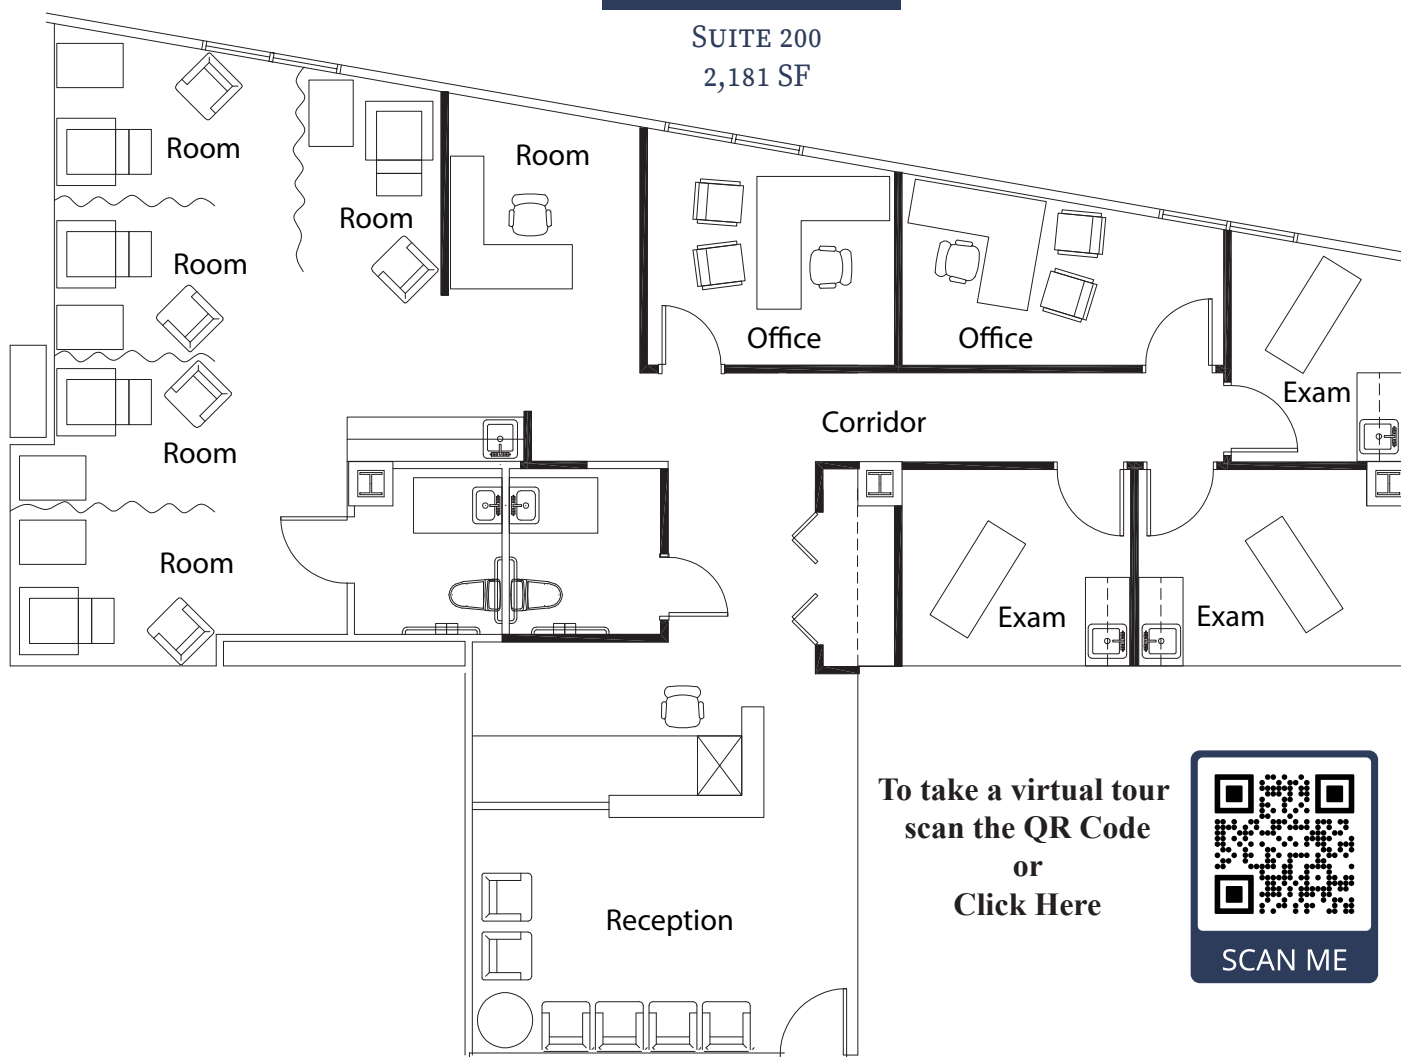 SUITE 200
2,181 SF
Room
Room
Room
Room
Room
Room
Office
Office
Exam
Corridor
Exam
Exam
Reception
To take a virtual tour
scan the QR Code
or
Click Here
SCAN ME